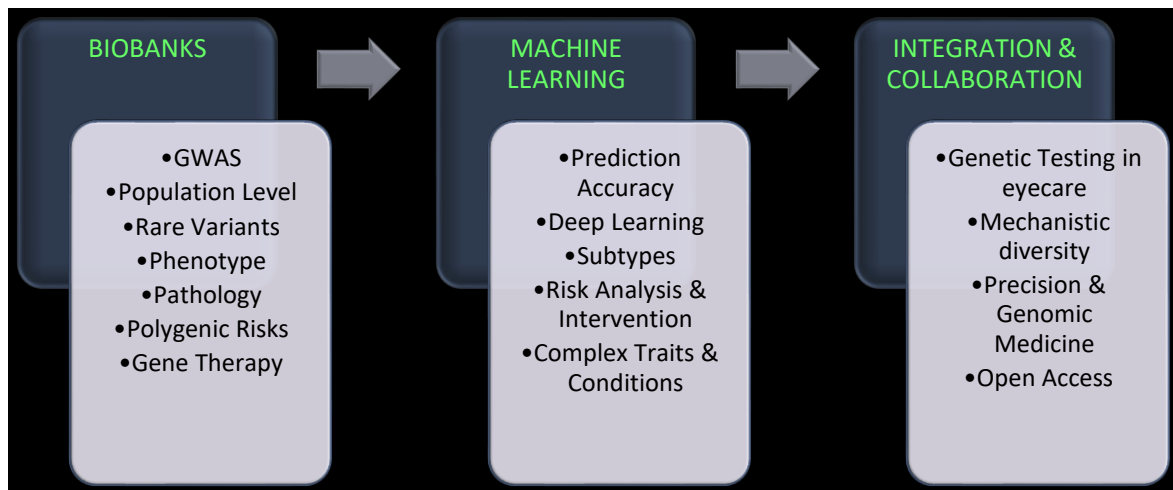 BIOBANKS
•GWAS
•Population Level
•Rare Variants
•Phenotype
•Pathology
•Polygenic Risks
•Gene Therapy
MACHINE
LEARNING
•Prediction
Accuracy
•Deep Learning
•Subtypes
•Risk Analysis &
Intervention
•Complex Traits &
Conditions
INTEGRATION &
COLLABORATION
•Genetic Testing in
eyecare
•Mechanistic
diversity
•Precision &
Genomic
Medicine
•Open Access